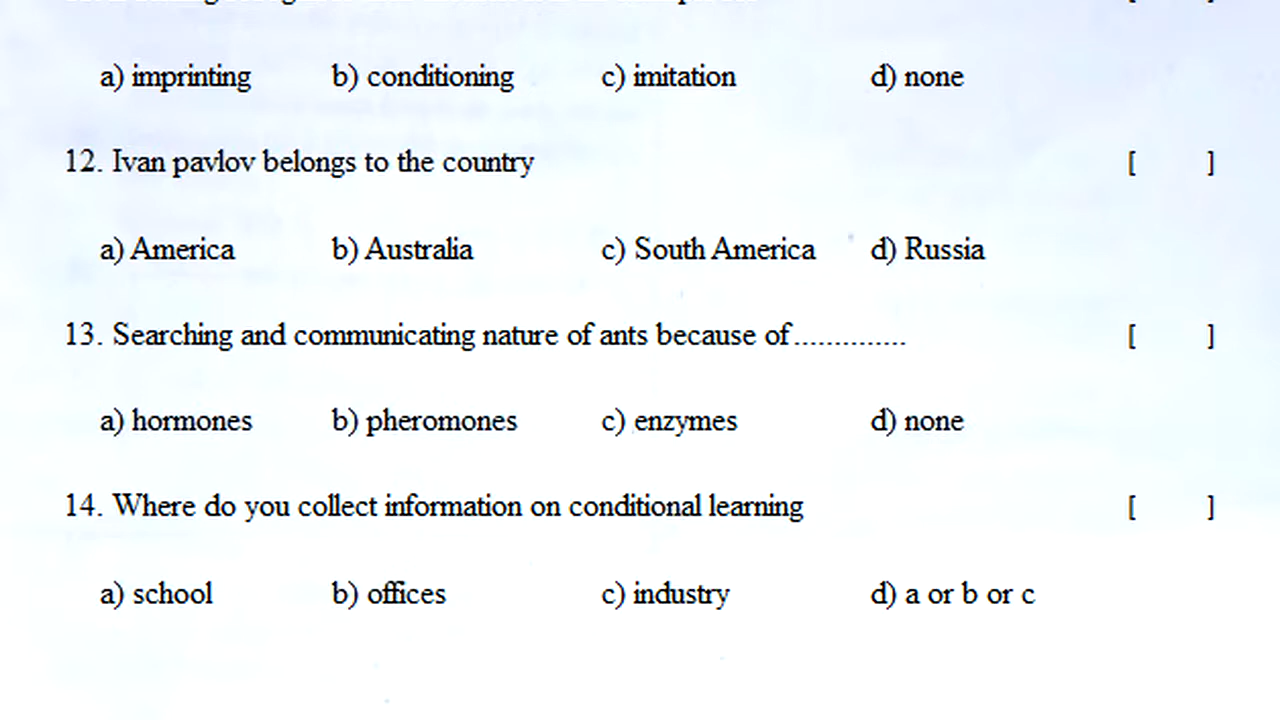 a) imprinting b) conditioning c) imitation d) none
12. Ivan pavlov belongs to the country [ ]
a) America b) Australia c) South America d) Russia
13. Searching and communicating nature of ants because of.............. [ ]
a) hormones b) pheromones c) enzymes d) none
14. Where do you collect information on conditional learning [ ]
a) school b) offices c) industry d) a or b or c